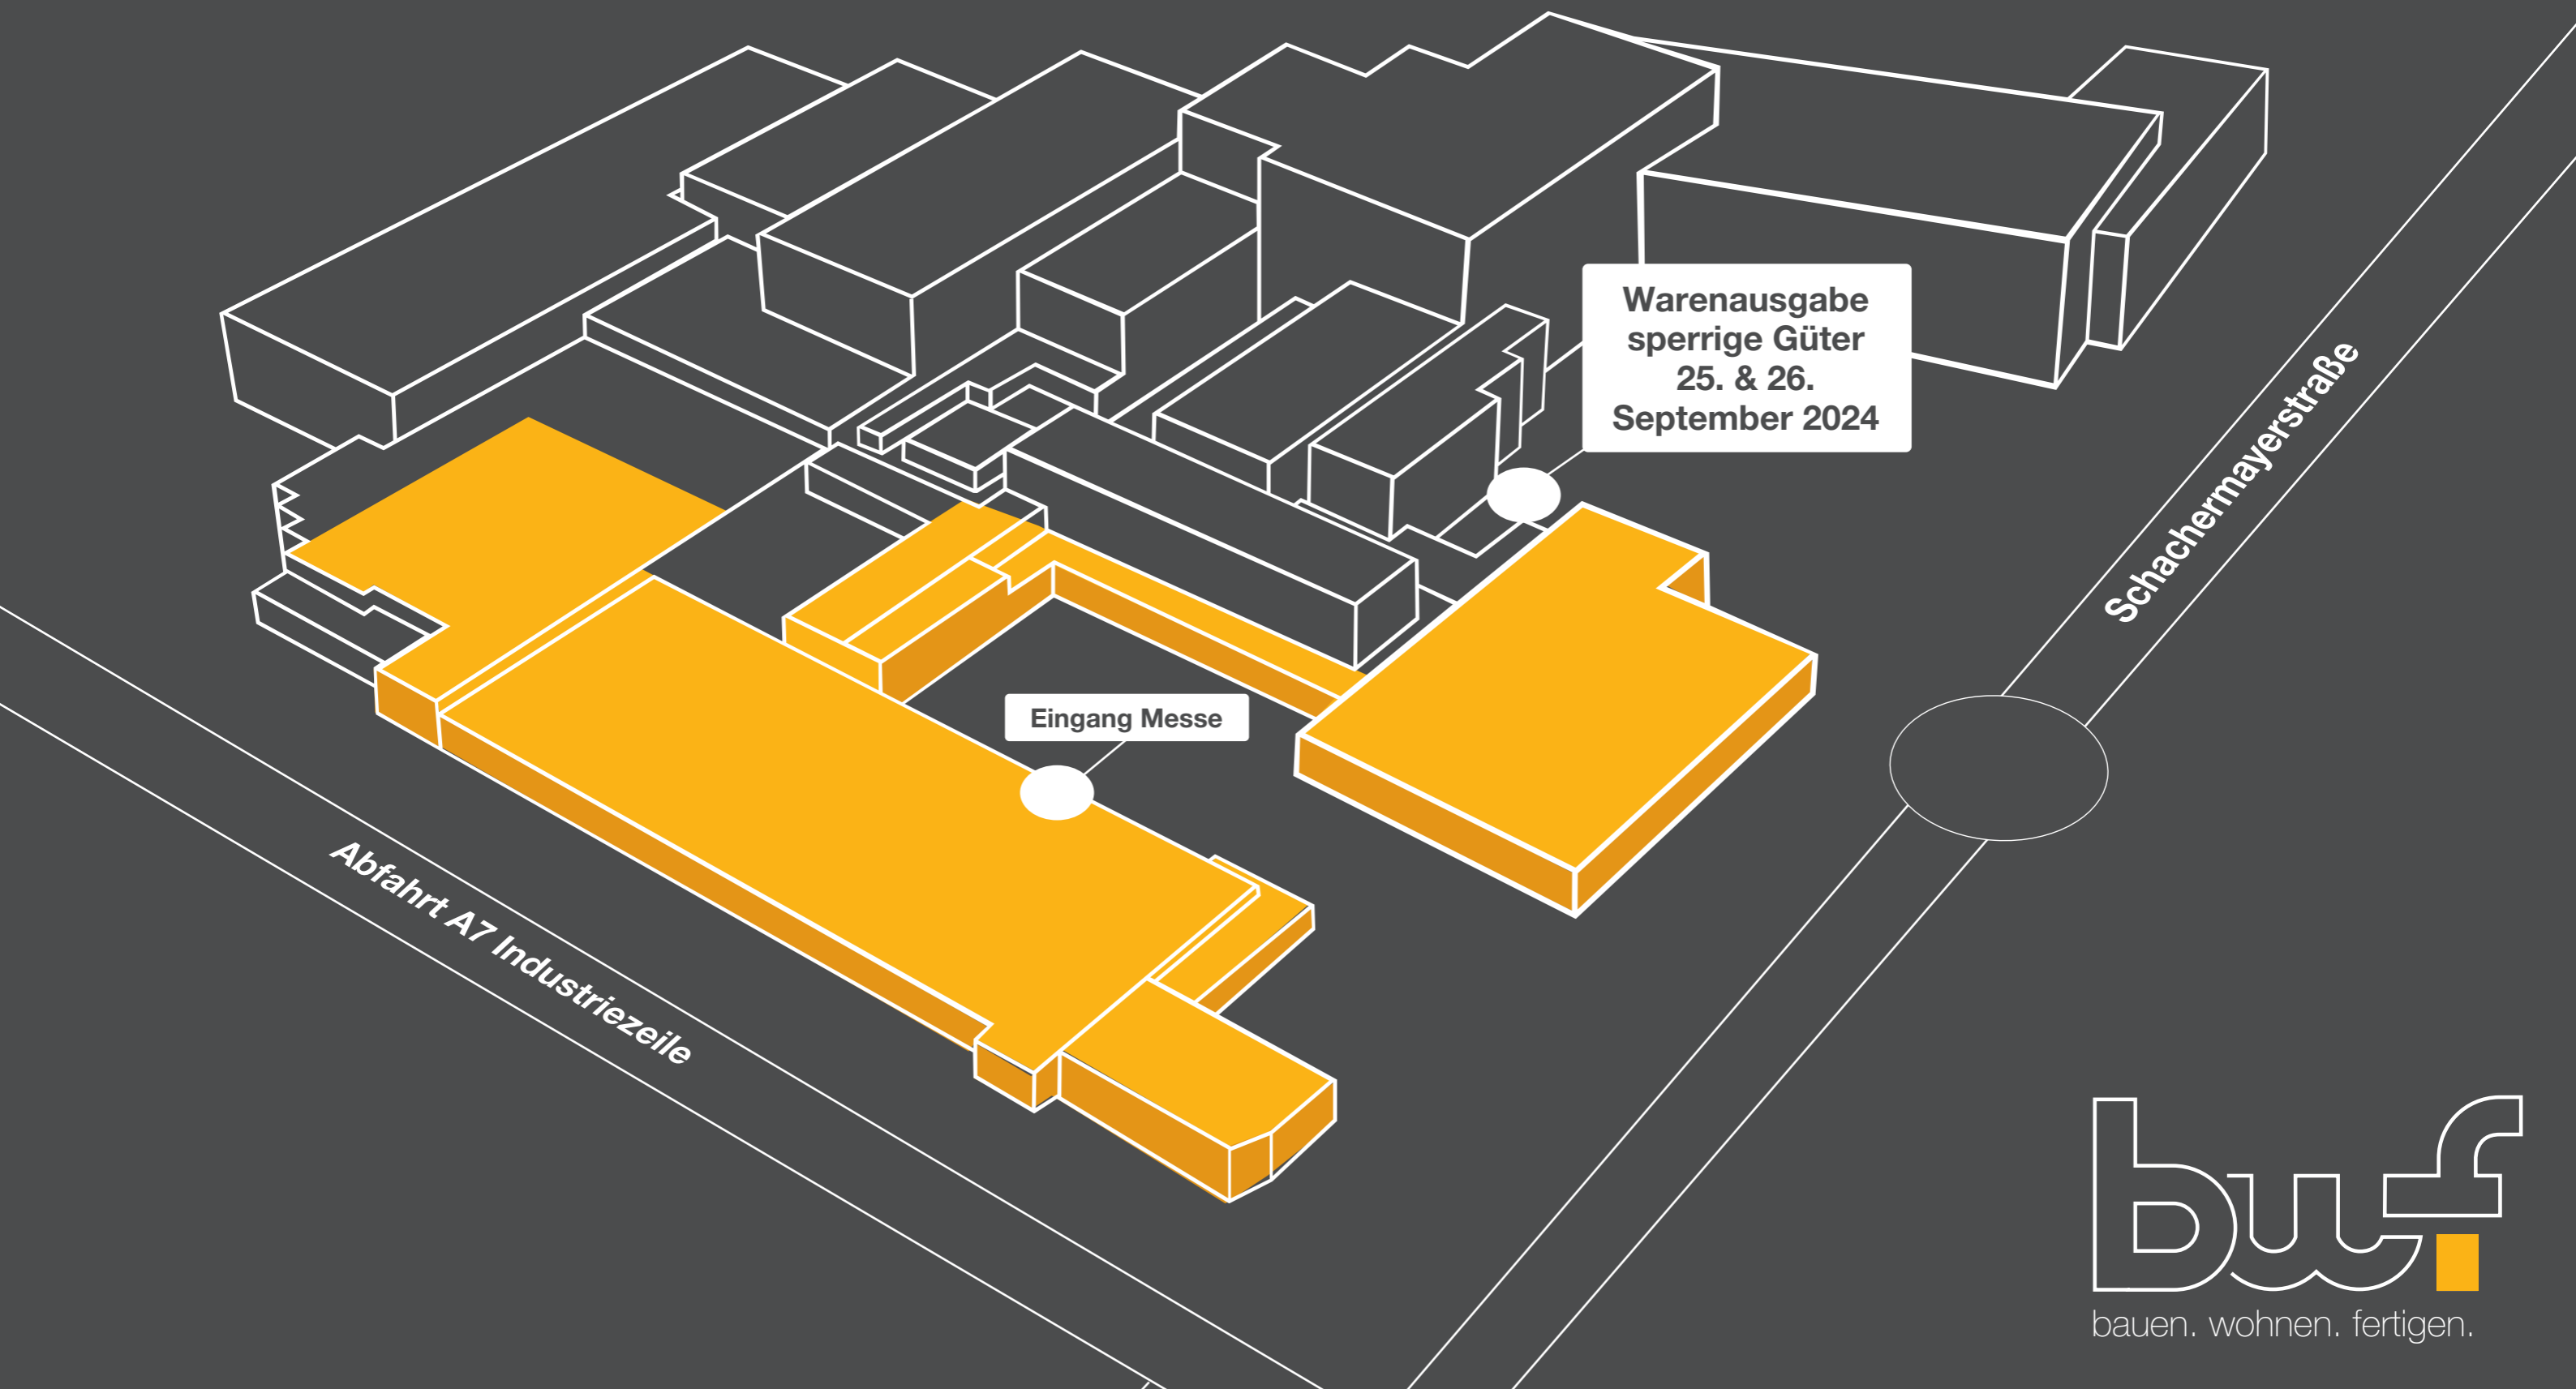 Warenausgabe
sperrige Güter
25. & 26.
September 2024
Schachermayerstraße
Eingang Messe
Abfahrt A7 Industriezeile
bwf
bauen. wohnen. fertigen.